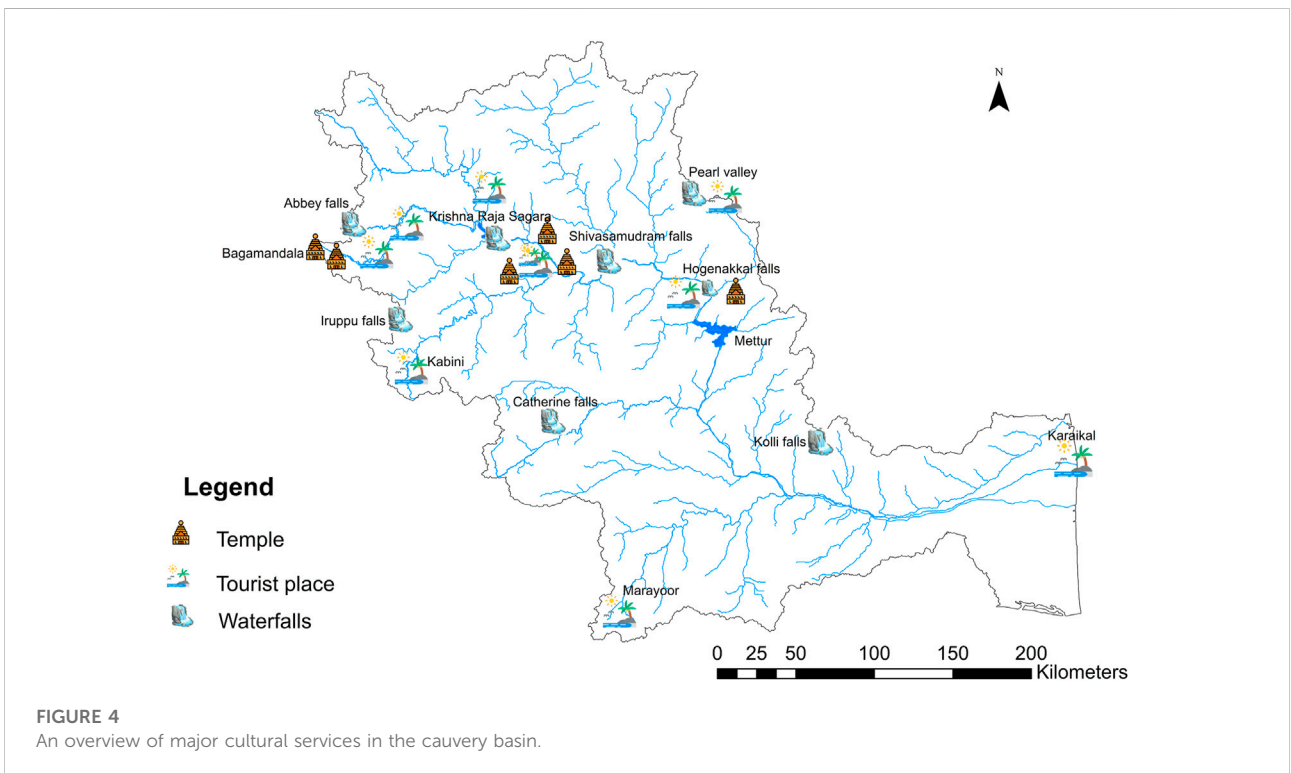 N
Pearl valley
Abbey falls
Krishna Raja Sagara
Shivasamudram falls
Bagamandala
Hogenakkal falls
Iruppu falls
Mettur
Kabini
Catherine falls
Kolli falls
Karaikal
Legend
Temple
Tourist place
Waterfalls
Marayoor
0 25 50 100 150 200
Kilometers
FIGURE 4
An overview of major cultural services in the cauvery basin.